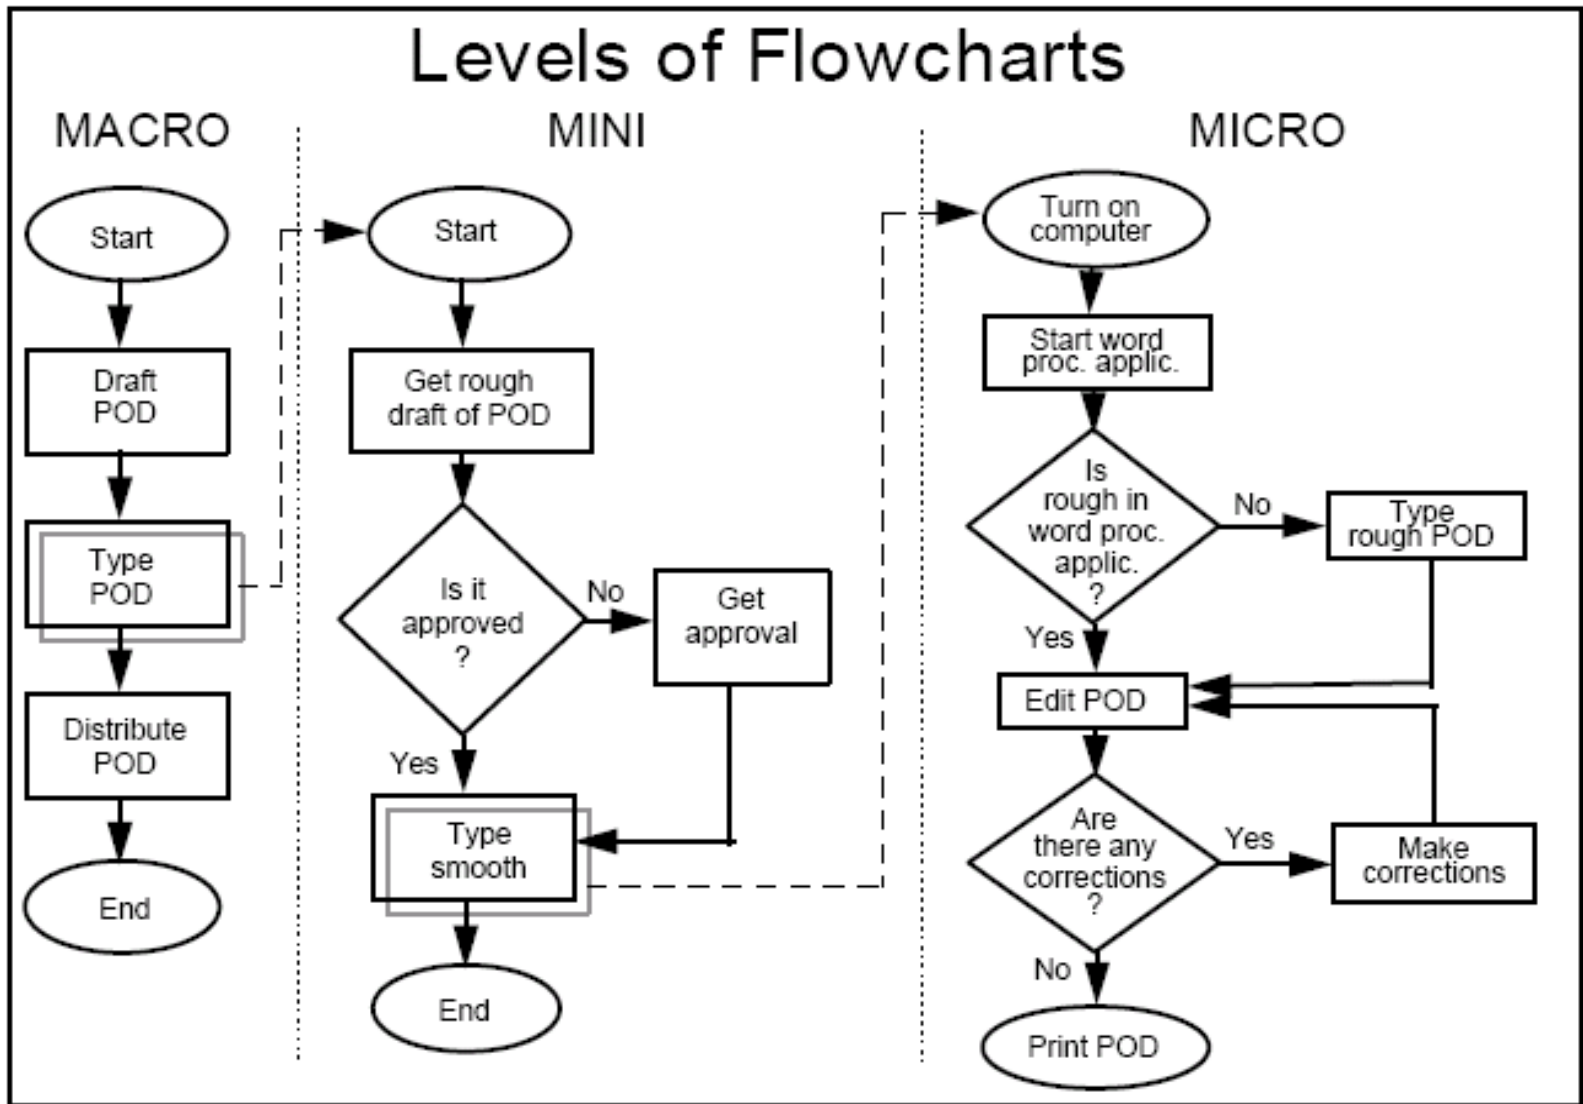 Levels of Flowcharts
MACRO
Start
Draft
POD
Type
POD
Distribute
POD
End
MINI
Start
Get rough
draft of POD
Is it
approved
?
No
Get
approval
Yes
Type
smooth
End
MICRO
Turn on
computer
Start word
proc. applic.
Is
rough in
word proc.
applic.
?
No
Type
rough POD
Yes
Edit POD
Are
there any
corrections
?
Yes
Make
corrections
No
Print POD